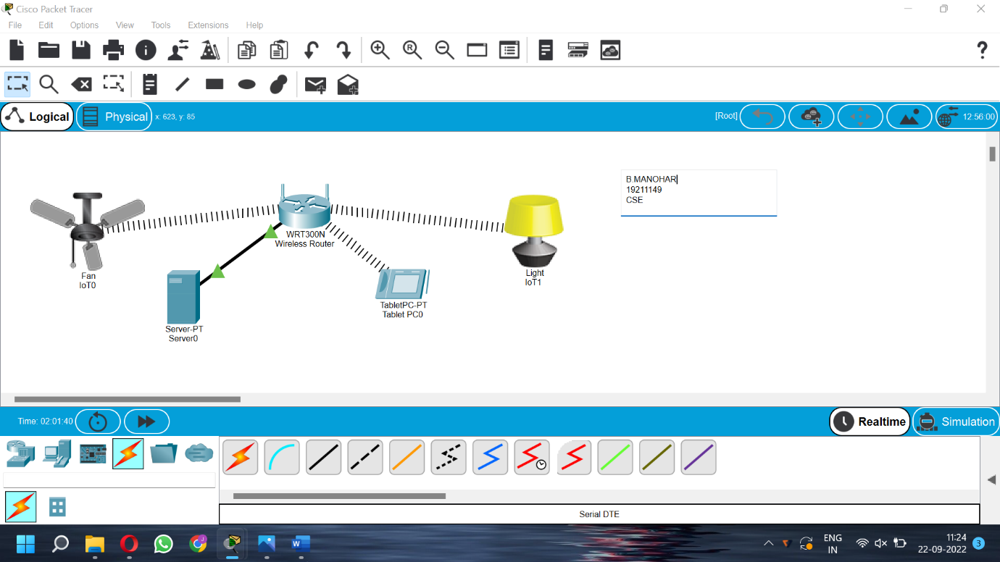 Cisco Packet Tracer
File Edit Options View Tools Extensions Help
Logical Physical x: 623, y: 85 [Root] 12:56:00
B.MANOHAR
19211149
CSE
WRT300N
Wireless Router
Fan
IoT0
Light
IoT1
TabletPC-PT
Tablet PC0
Server-PT
Server0
Time: 02:01:40 Realtime Simulation
Serial DTE
ENG
IN
11:24
22-09-2022
3